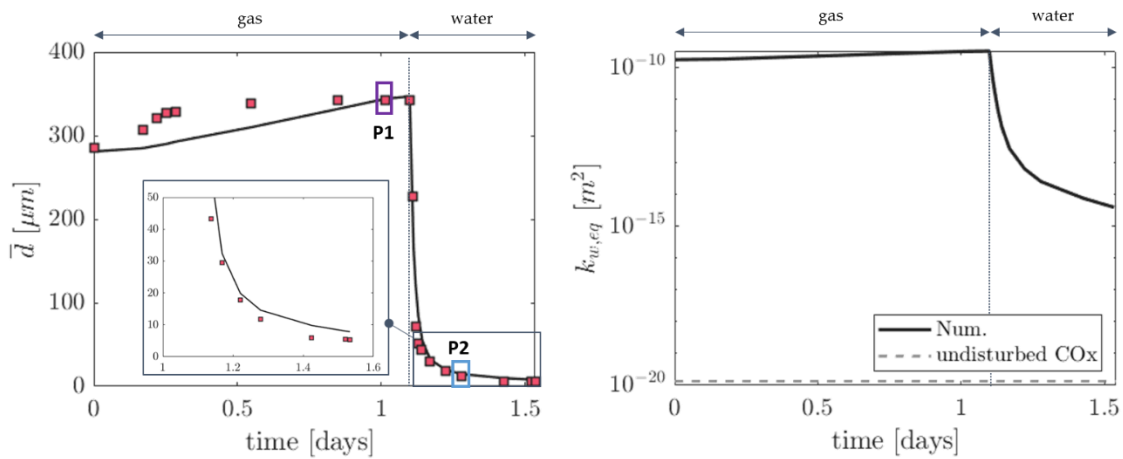 gas water
400
300
200
100
0
d̅ [μm]
P1
P2
50
40
30
20
10
0
1 1.2 1.4 1.6
0 0.5 1 1.5
time [days]
gas water
10⁻¹⁰
10⁻¹⁵
10⁻²⁰
k_{w,eq} [m²]
Num.
undisturbed COx
0 0.5 1 1.5
time [days]